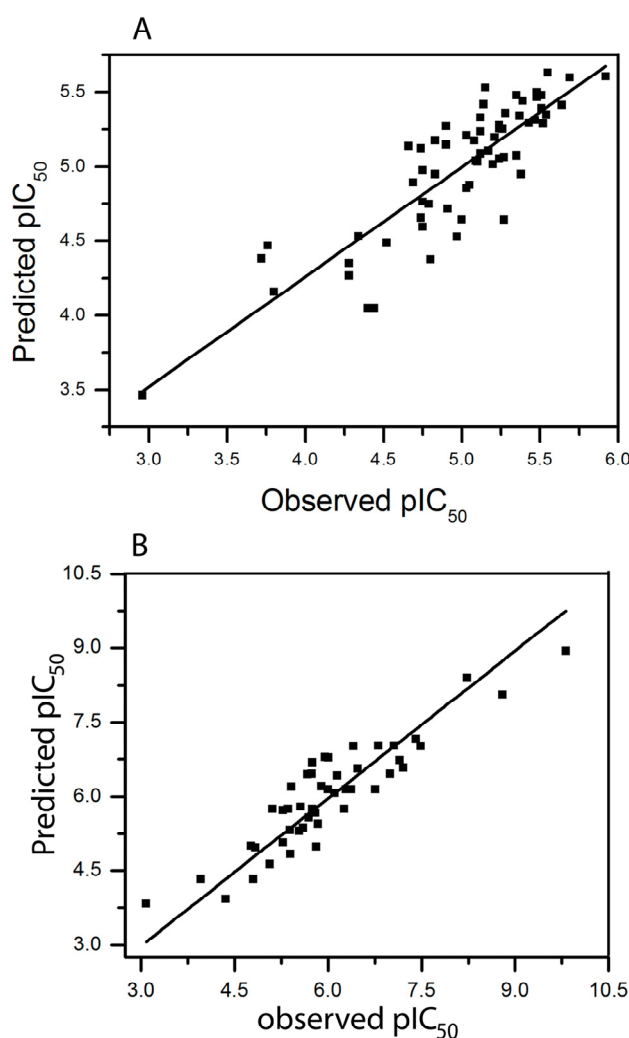 A
Predicted pIC50
5.5
5.0
4.5
4.0
3.5
3.0 3.5 4.0 4.5 5.0 5.5 6.0
Observed pIC50
B
Predicted pIC50
10.5
9.0
7.5
6.0
4.5
3.0
3.0 4.5 6.0 7.5 9.0 10.5
observed pIC50